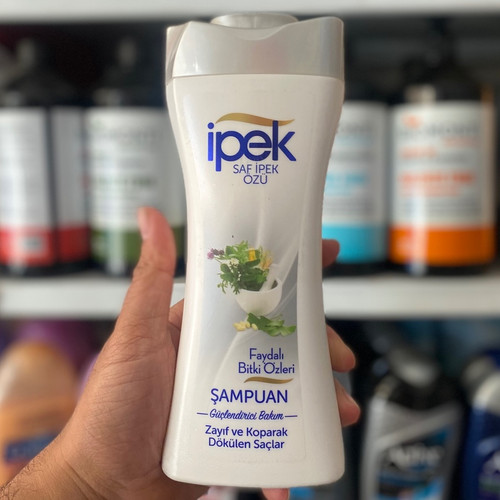 ipek
SAF İPEK
ÖZÜ
Faydalı
Bitki Özleri
ŞAMPUAN
Güçlendirici Bakım
Zayıf ve Koparak
Dökülen Saçlar